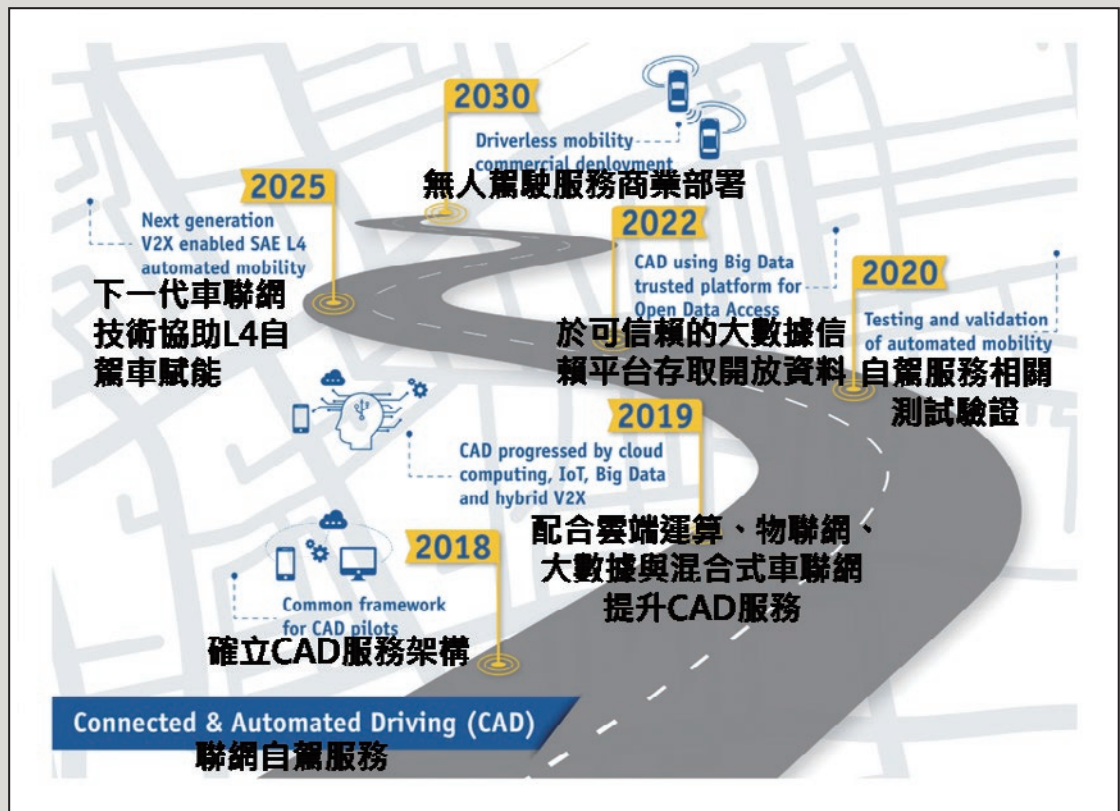 2030
Driverless mobility
commercial deployment
無人駕駛服務商業部署
2025
Next generation
V2X enabled SAE L4
automated mobility
下一代車聯網
技術協助L4自
駕車賦能
2022
CAD using Big Data
trusted platform for
Open Data Access
於可信賴的大數據信
賴平台存取開放資料
2020
Testing and validation
of automated mobility
自駕服務相關
測試驗證
2019
CAD progressed by cloud
computing, IoT, Big Data
and hybrid V2X
配合雲端運算、物聯網、
大數據與混合式車聯網
提升CAD服務
2018
Common framework
for CAD pilots
確立CAD服務架構
Connected & Automated Driving (CAD)
聯網自駕服務